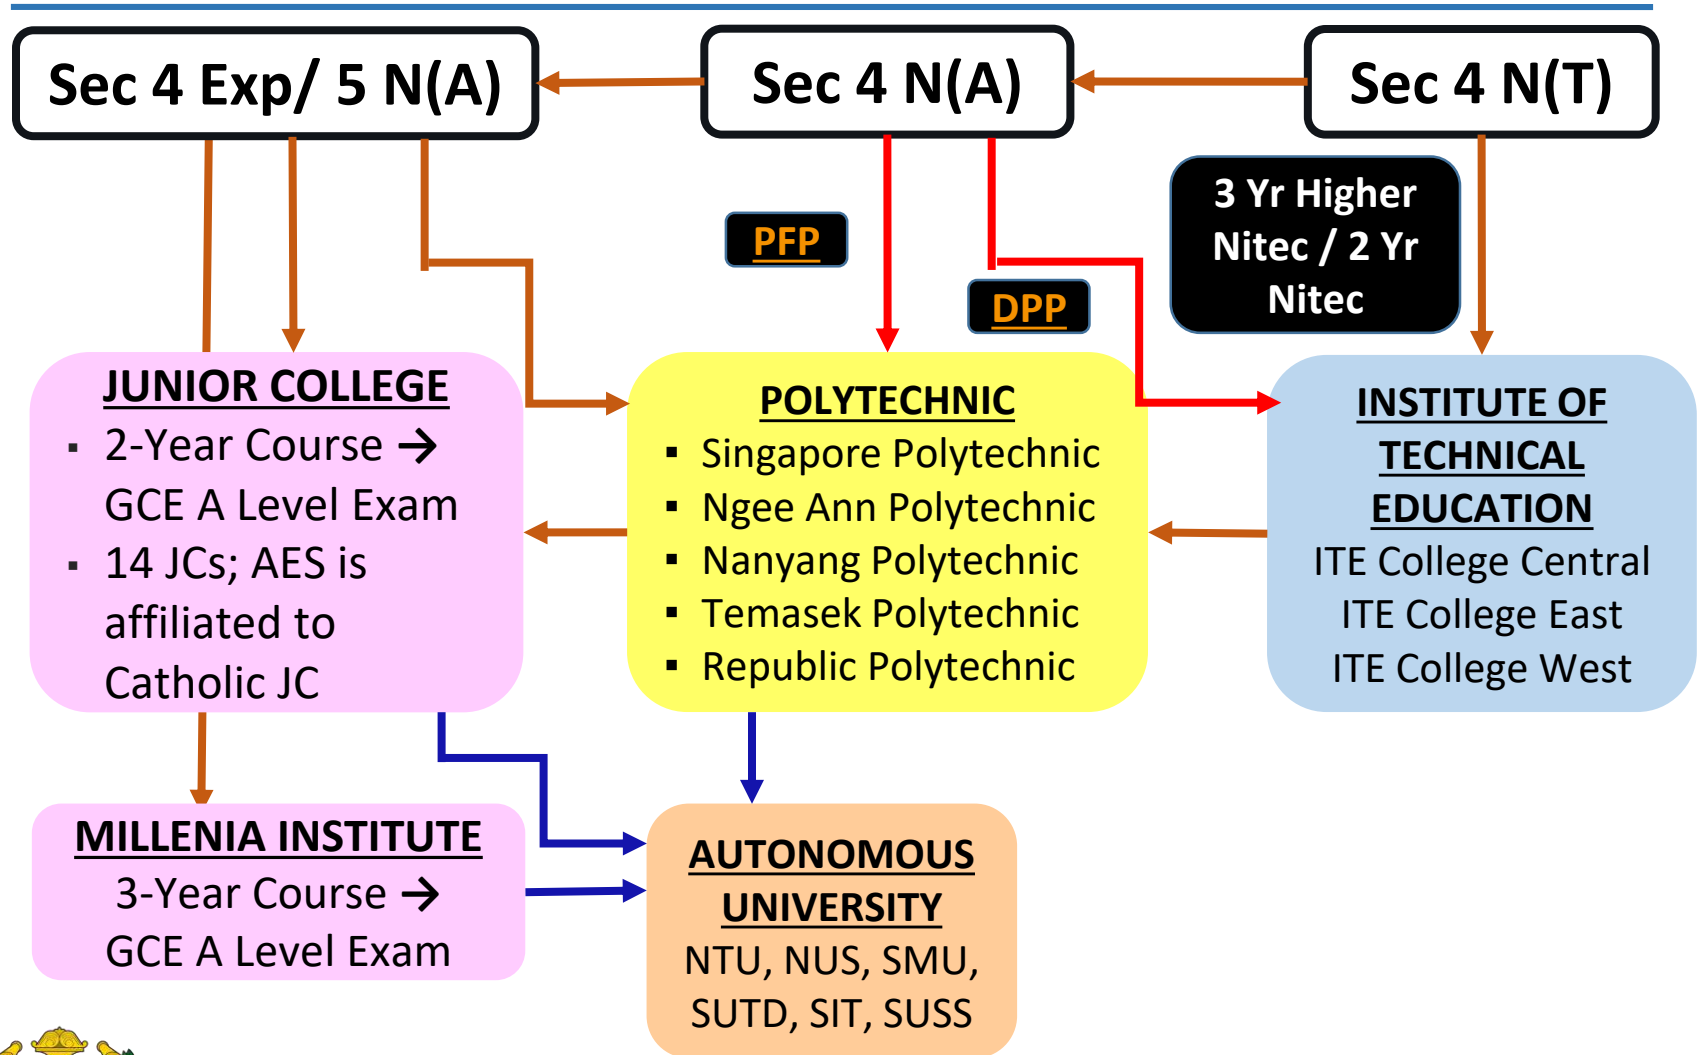 Sec 4 Exp/ 5 N(A)
Sec 4 N(A)
Sec 4 N(T)
PFP
DPP
3 Yr Higher
Nitec / 2 Yr
Nitec
JUNIOR COLLEGE
▪ 2-Year Course →
GCE A Level Exam
▪ 14 JCs; AES is
affiliated to
Catholic JC
POLYTECHNIC
▪ Singapore Polytechnic
▪ Ngee Ann Polytechnic
▪ Nanyang Polytechnic
▪ Temasek Polytechnic
▪ Republic Polytechnic
INSTITUTE OF
TECHNICAL
EDUCATION
ITE College Central
ITE College East
ITE College West
MILLENIA INSTITUTE
3-Year Course →
GCE A Level Exam
AUTONOMOUS
UNIVERSITY
NTU, NUS, SMU,
SUTD, SIT, SUSS